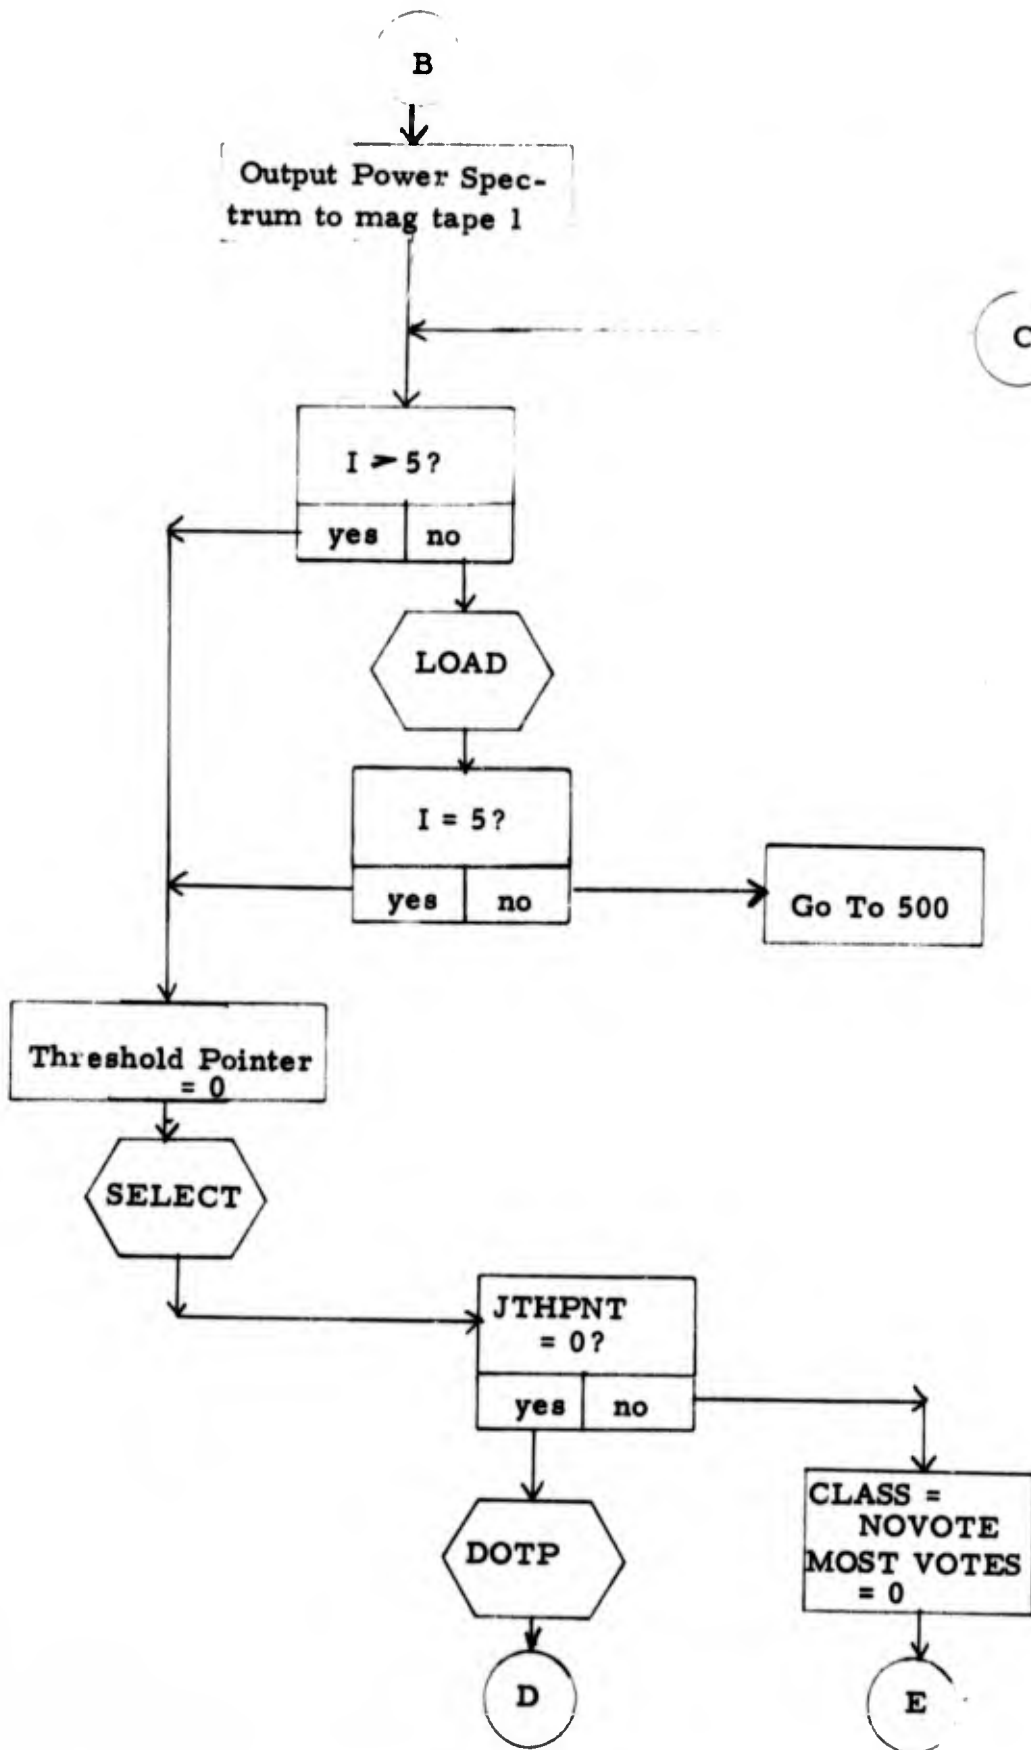 B
Output Power Spec-
trum to mag tape 1
C
I > 5?
yes no
LOAD
I = 5?
yes no
Go To 500
Threshold Pointer
= 0
SELECT
JTHPNT
= 0?
yes no
CLASS =
NOVOTE
MOST VOTES
= 0
DOTP
D
E